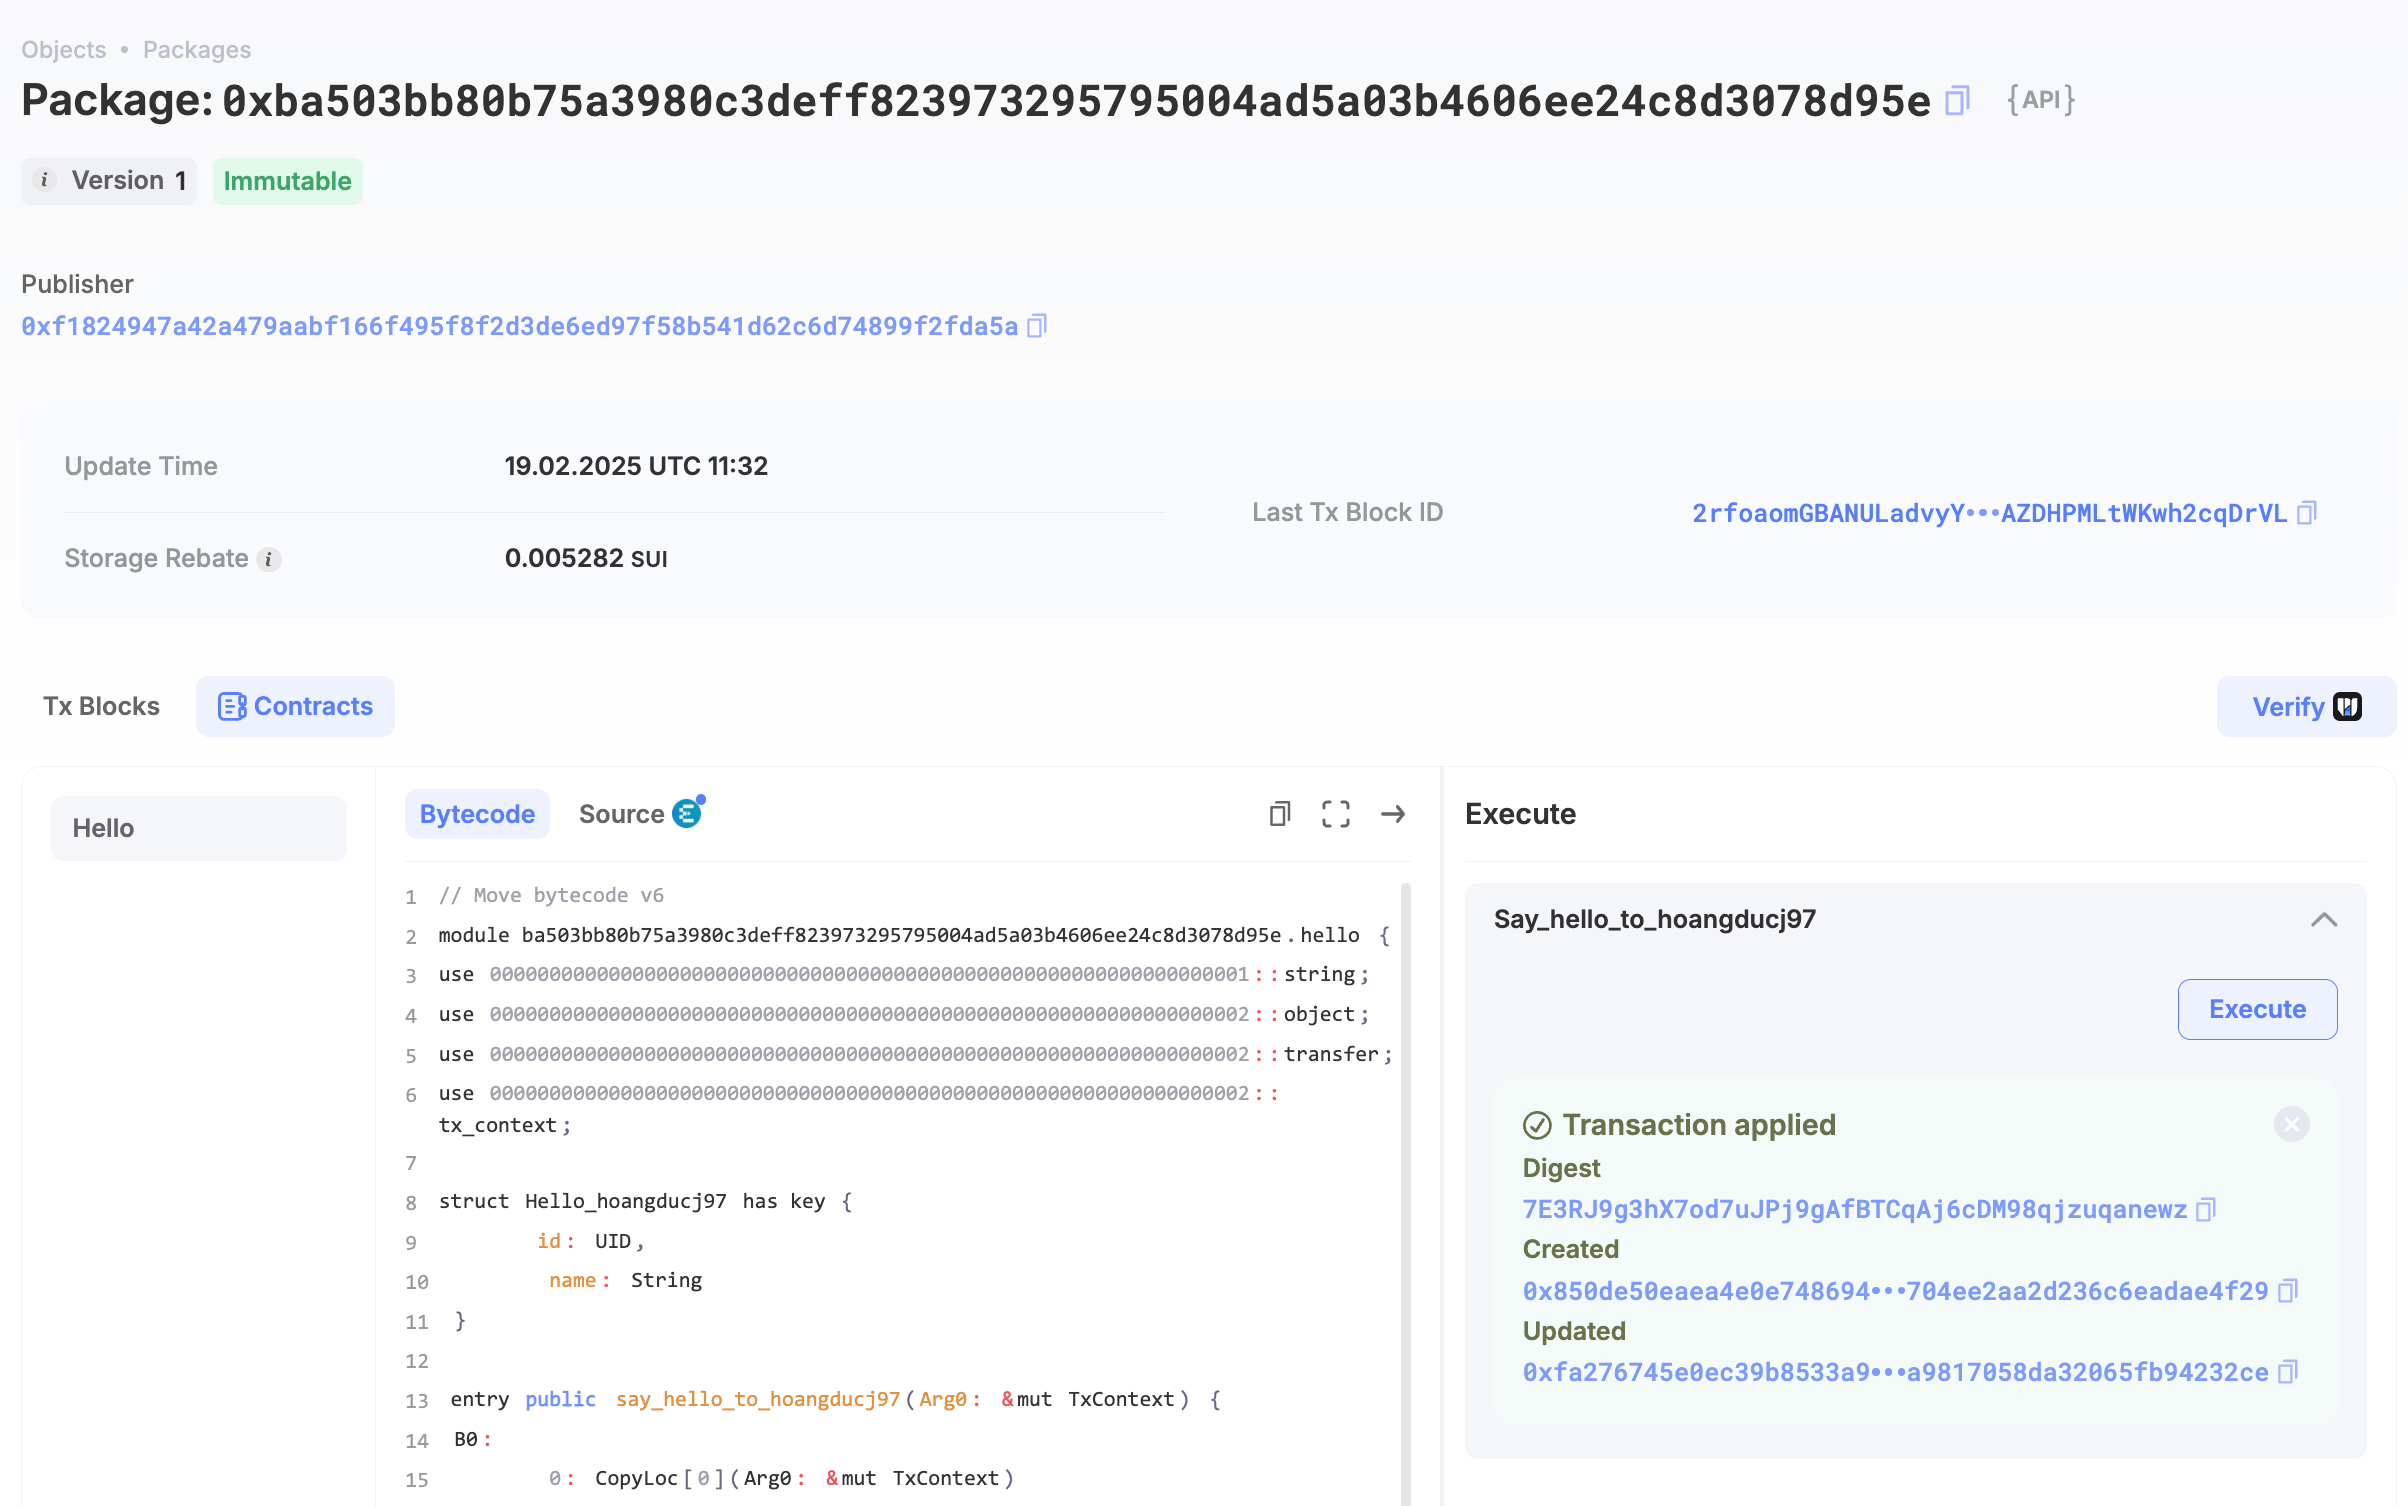 Objects • Packages
Package: 0xba503bb80b75a3980c3deff823973295795004ad5a03b4606ee24c8d3078d95e {API}
i Version 1 Immutable
Publisher
0xf1824947a42a479aabf166f495f8f2d3de6ed97f58b541d62c6d74899f2fda5a
Update Time 19.02.2025 UTC 11:32
Last Tx Block ID 2rfoaomGBANULadvyY•••AZDHPMLtWKwh2cqDrVL
Storage Rebate i 0.005282 SUI
Tx Blocks Contracts Verify
Hello
Bytecode Source
1 // Move bytecode v6
2 module ba503bb80b75a3980c3deff823973295795004ad5a03b4606ee24c8d3078d95e.hello {
3 use 0000000000000000000000000000000000000000000000000000000000000001::string;
4 use 0000000000000000000000000000000000000000000000000000000000000002::object;
5 use 0000000000000000000000000000000000000000000000000000000000000002::transfer;
6 use 0000000000000000000000000000000000000000000000000000000000000002::
tx_context;
7
8 struct Hello_hoangducj97 has key {
9 id: UID,
10 name: String
11 }
12
13 entry public say_hello_to_hoangducj97(Arg0: &mut TxContext) {
14 B0:
15 0: CopyLoc[0](Arg0: &mut TxContext)
Execute
Say_hello_to_hoangducj97
Execute
Transaction applied
Digest
7E3RJ9g3hX7od7uJPj9gAfBTCqAj6cDM98qjzuqanewz
Created
0x850de50eaea4e0e748694•••704ee2aa2d236c6eadae4f29
Updated
0xfa276745e0ec39b8533a9•••a9817058da32065fb94232ce